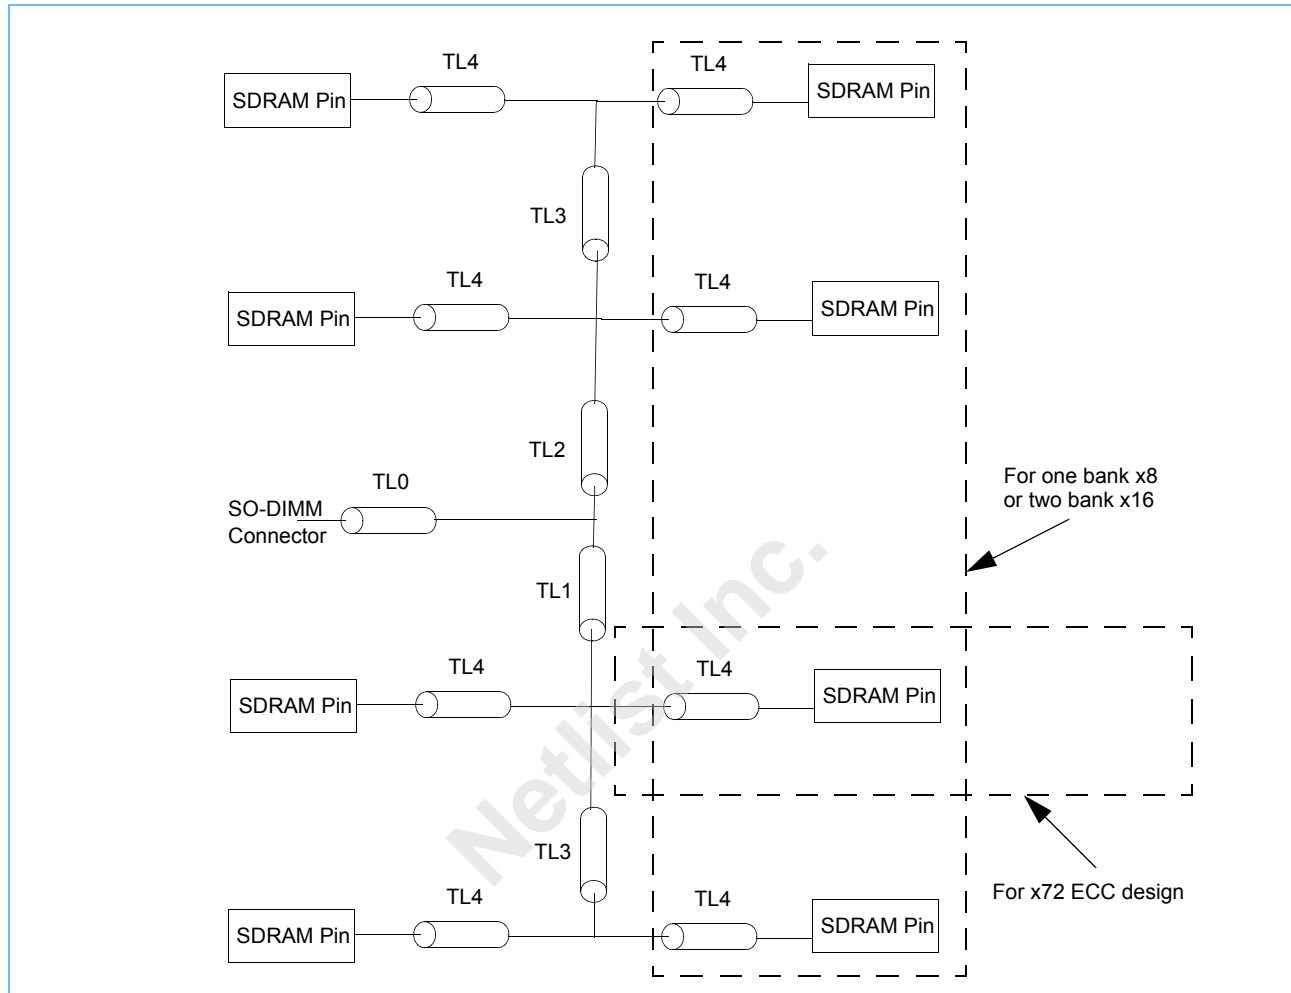 TL4
TL4
SDRAM Pin
SDRAM Pin
TL3
TL4
TL4
SDRAM Pin
SDRAM Pin
TL2
For one bank x8
or two bank x16
TL0
SO-DIMM
Connector
TL1
TL4
TL4
SDRAM Pin
SDRAM Pin
TL3
For x72 ECC design
TL4
TL4
SDRAM Pin
SDRAM Pin
Netlist Inc.